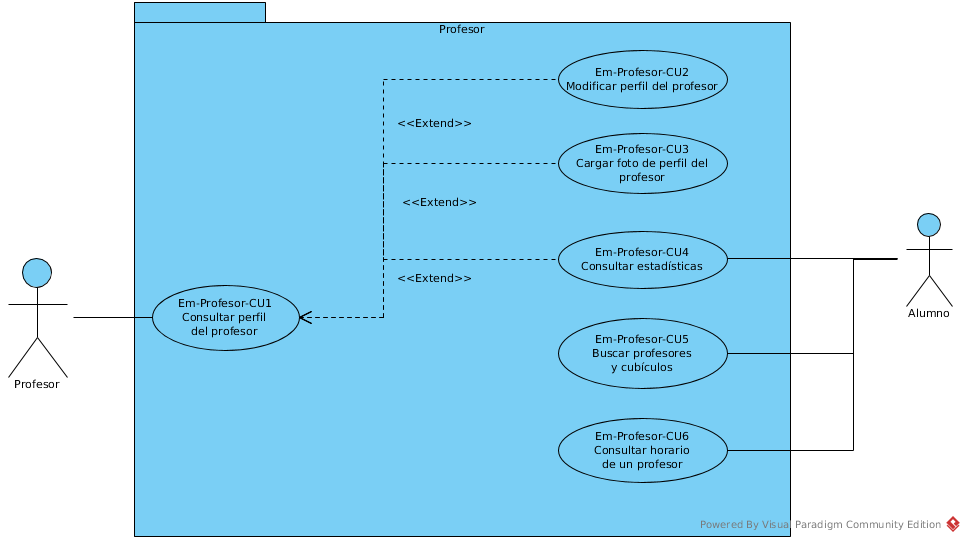 Profesor
Em-Profesor-CU2
Modificar perfil del profesor
<<Extend>>
Em-Profesor-CU3
Cargar foto de perfil del
profesor
<<Extend>>
Em-Profesor-CU4
Consultar estadísticas
<<Extend>>
Em-Profesor-CU1
Consultar perfil
del profesor
Profesor
Alumno
Em-Profesor-CU5
Buscar profesores
y cubículos
Em-Profesor-CU6
Consultar horario
de un profesor
Powered By Visual Paradigm Community Edition